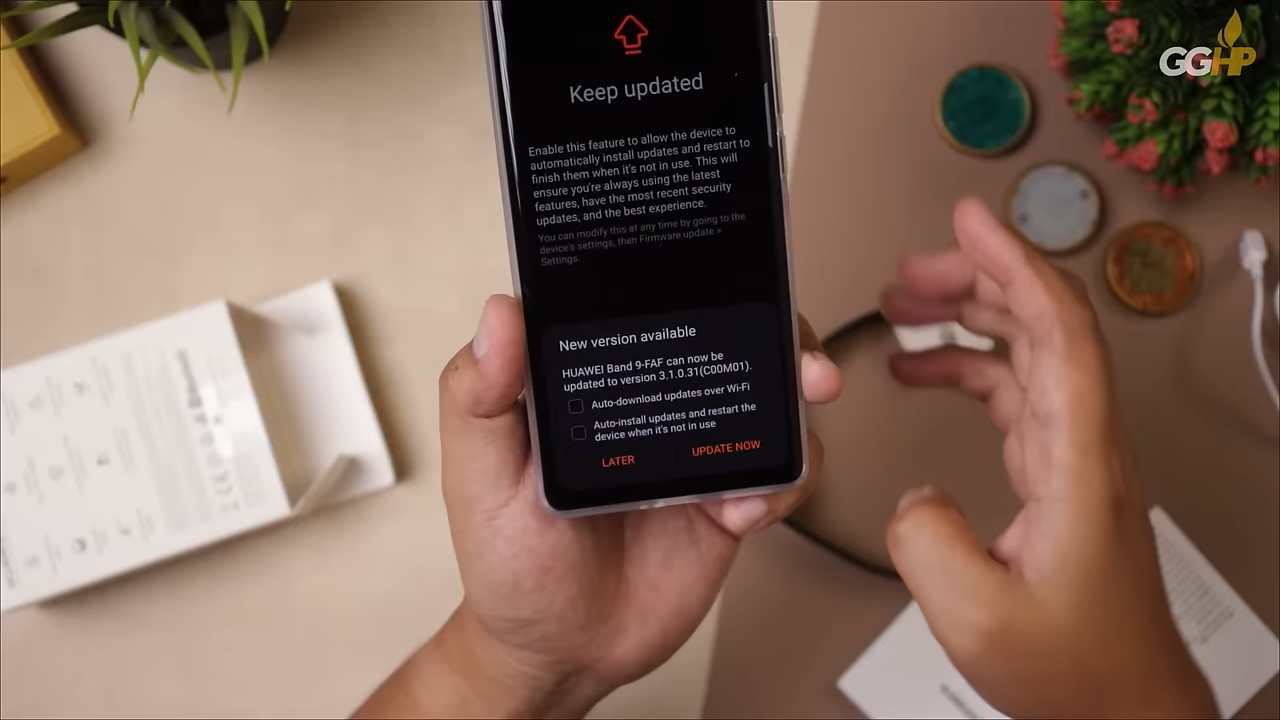 GGHP
Keep updated
Enable this feature to allow the device to
automatically install updates and restart to
finish them when it's not in use. This will
ensure you're always using the latest
features, have the most recent security
updates, and the best experience.
You can modify this at any time by going to the
device's settings, then Firmware update >
Settings.
New version available
HUAWEI Band 9-FAF can now be
updated to version 3.1.0.31(C00M01).
Auto-download updates over Wi-Fi
Auto-install updates and restart the
device when it's not in use
LATER
UPDATE NOW